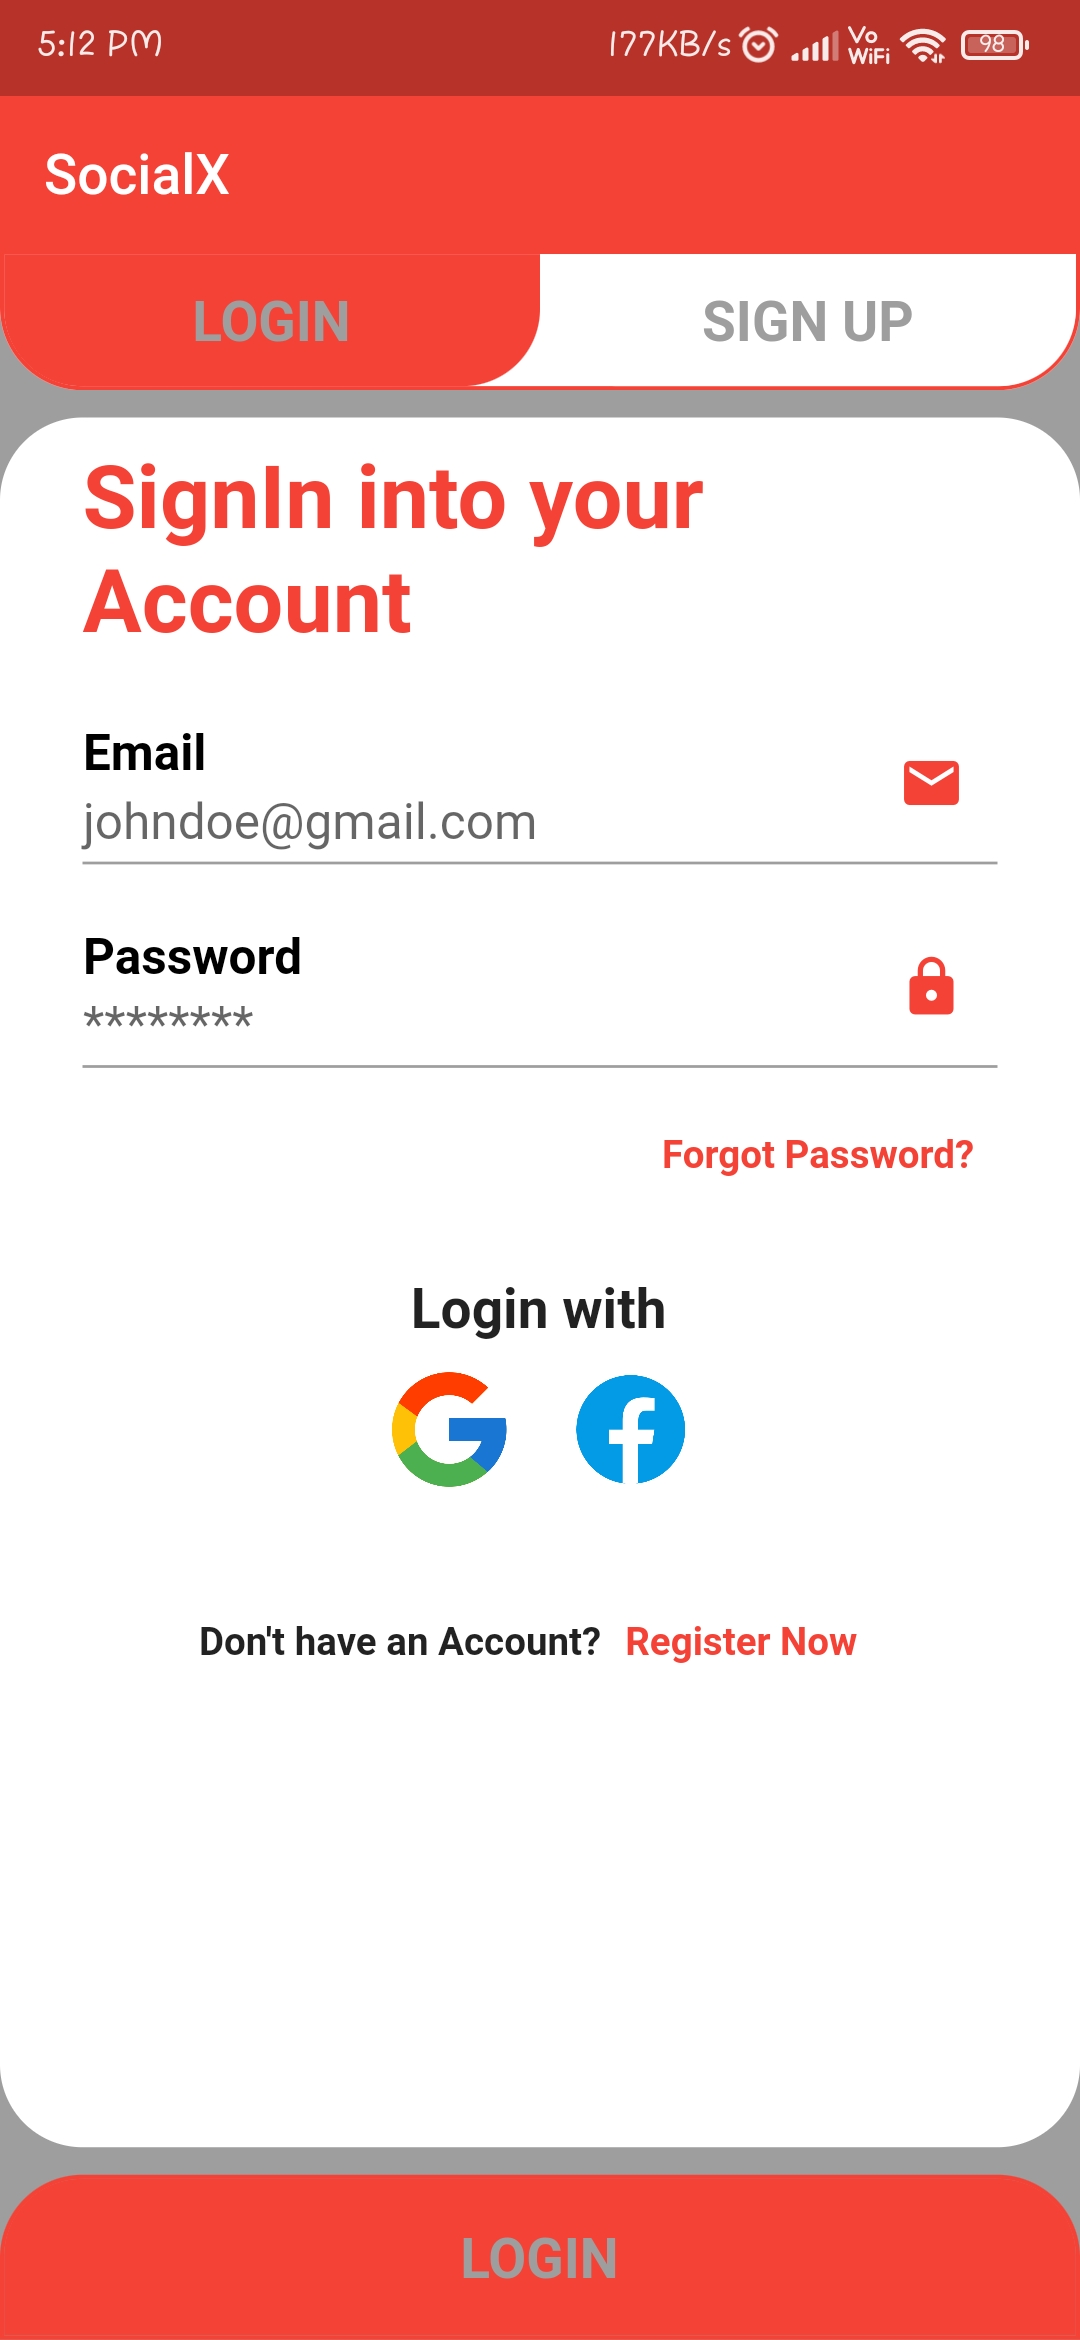 5:12 PM 177KB/s Vo WiFi 98
SocialX
LOGIN SIGN UP
SignIn into your
Account
Email
johndoe@gmail.com
Password
********
Forgot Password?
Login with
Don't have an Account? Register Now
LOGIN